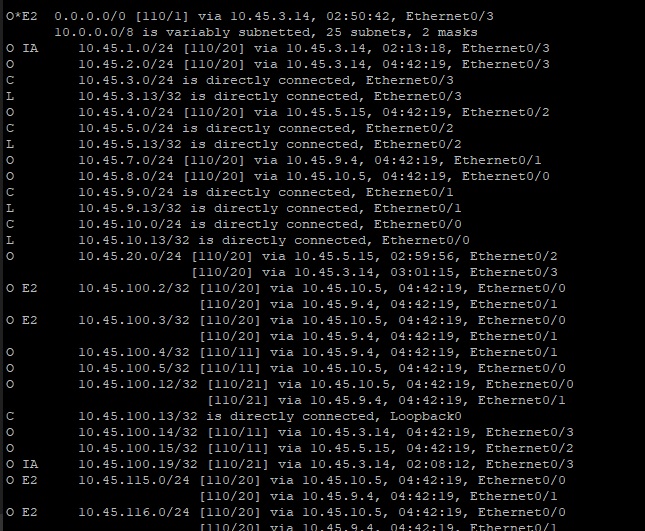 O*E2  0.0.0.0/0 [110/1] via 10.45.3.14, 02:50:42, Ethernet0/3
      10.0.0.0/8 is variably subnetted, 25 subnets, 2 masks
O IA     10.45.1.0/24 [110/20] via 10.45.3.14, 02:13:18, Ethernet0/3
O        10.45.2.0/24 [110/20] via 10.45.3.14, 04:42:19, Ethernet0/3
C        10.45.3.0/24 is directly connected, Ethernet0/3
L        10.45.3.13/32 is directly connected, Ethernet0/3
O        10.45.4.0/24 [110/20] via 10.45.5.15, 04:42:19, Ethernet0/2
C        10.45.5.0/24 is directly connected, Ethernet0/2
L        10.45.5.13/32 is directly connected, Ethernet0/2
O        10.45.7.0/24 [110/20] via 10.45.9.4, 04:42:19, Ethernet0/1
O        10.45.8.0/24 [110/20] via 10.45.10.5, 04:42:19, Ethernet0/0
C        10.45.9.0/24 is directly connected, Ethernet0/1
L        10.45.9.13/32 is directly connected, Ethernet0/1
C        10.45.10.0/24 is directly connected, Ethernet0/0
L        10.45.10.13/32 is directly connected, Ethernet0/0
O        10.45.20.0/24 [110/20] via 10.45.5.15, 02:59:56, Ethernet0/2
                       [110/20] via 10.45.3.14, 03:01:15, Ethernet0/3
O E2     10.45.100.2/32 [110/20] via 10.45.10.5, 04:42:19, Ethernet0/0
                        [110/20] via 10.45.9.4, 04:42:19, Ethernet0/1
O E2     10.45.100.3/32 [110/20] via 10.45.10.5, 04:42:19, Ethernet0/0
                        [110/20] via 10.45.9.4, 04:42:19, Ethernet0/1
O        10.45.100.4/32 [110/11] via 10.45.9.4, 04:42:19, Ethernet0/1
O        10.45.100.5/32 [110/11] via 10.45.10.5, 04:42:19, Ethernet0/0
O        10.45.100.12/32 [110/21] via 10.45.10.5, 04:42:19, Ethernet0/0
                         [110/21] via 10.45.9.4, 04:42:19, Ethernet0/1
C        10.45.100.13/32 is directly connected, Loopback0
O        10.45.100.14/32 [110/11] via 10.45.3.14, 04:42:19, Ethernet0/3
O        10.45.100.15/32 [110/11] via 10.45.5.15, 04:42:19, Ethernet0/2
O IA     10.45.100.19/32 [110/21] via 10.45.3.14, 02:08:12, Ethernet0/3
O E2     10.45.115.0/24 [110/20] via 10.45.10.5, 04:42:19, Ethernet0/0
                        [110/20] via 10.45.9.4, 04:42:19, Ethernet0/1
O E2     10.45.116.0/24 [110/20] via 10.45.10.5, 04:42:19, Ethernet0/0
                        [110/20] via 10.45.9.4, 04:42:19, Ethernet0/1